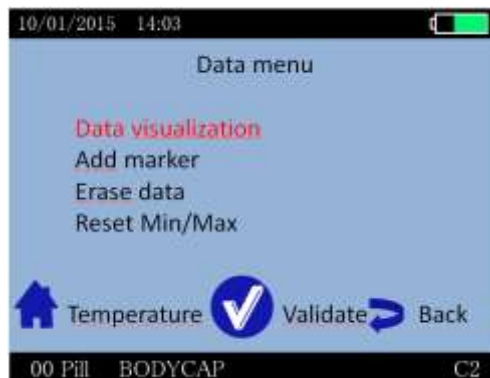 10/01/2015 14:03
Data menu
Data visualization
Add marker
Erase data
Reset Min/Max
Temperature Validate Back
00 Pill BODYCAP C2